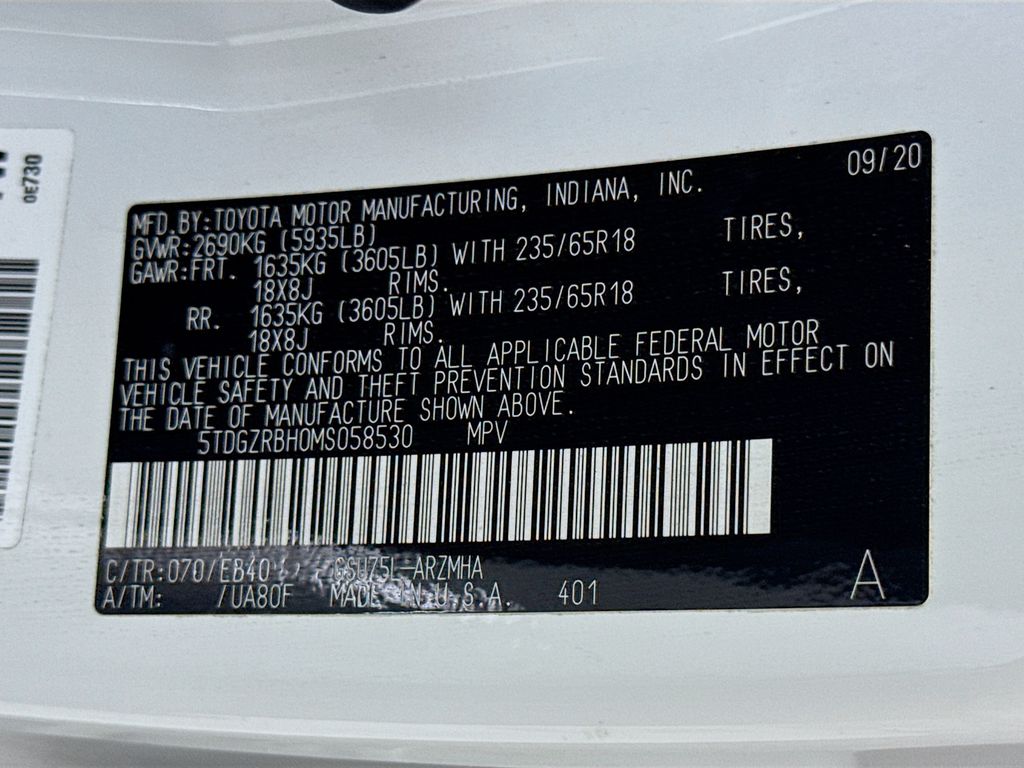 0E730
09/20
MFD.BY:TOYOTA MOTOR MANUFACTURING, INDIANA, INC.
GVWR:2690KG (5935LB)
GAWR:FRT. 1635KG (3605LB) WITH 235/65R18 TIRES,
18X8J RIMS.
RR. 1635KG (3605LB) WITH 235/65R18 TIRES,
18X8J RIMS.
THIS VEHICLE CONFORMS TO ALL APPLICABLE FEDERAL MOTOR
VEHICLE SAFETY AND THEFT PREVENTION STANDARDS IN EFFECT ON
THE DATE OF MANUFACTURE SHOWN ABOVE.
5TDGZRBH0MS058530 MPV
C/TR:070/EB40 GSU75L-ARZMHA
A/TM: /UA80F MADE IN U.S.A. 401
A